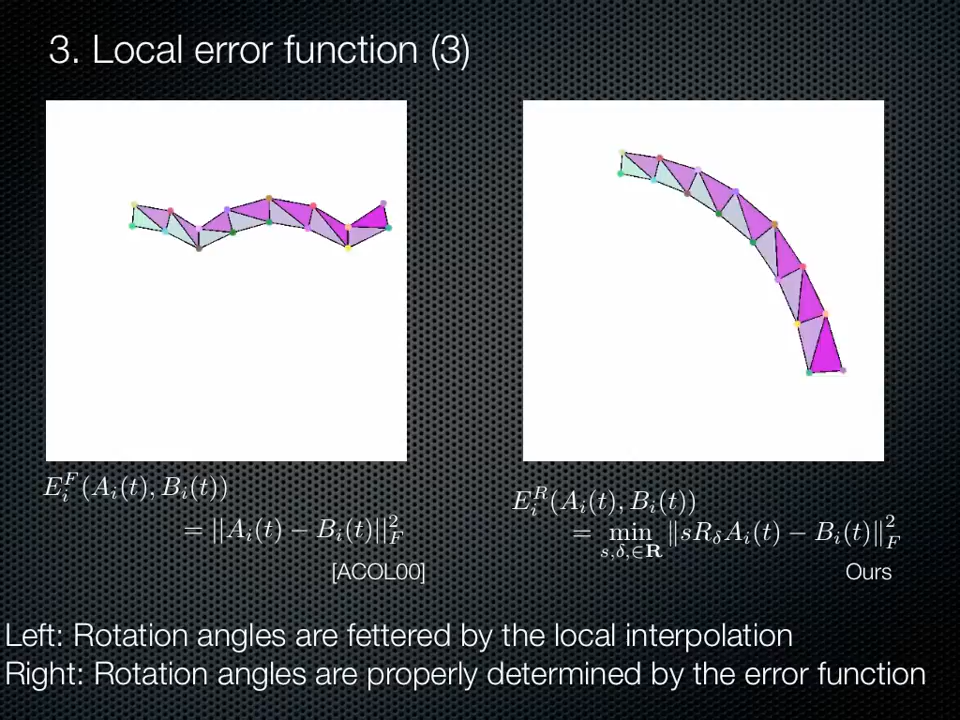 3. Local error function (3)
E_i^F(A_i(t), B_i(t))
= ||A_i(t) − B_i(t)||_F^2
[ACOL00]
E_i^R(A_i(t), B_i(t))
= min_{s,δ,∈R} ‖sR_δA_i(t) − B_i(t)‖_F^2
Ours
Left: Rotation angles are fettered by the local interpolation
Right: Rotation angles are properly determined by the error function